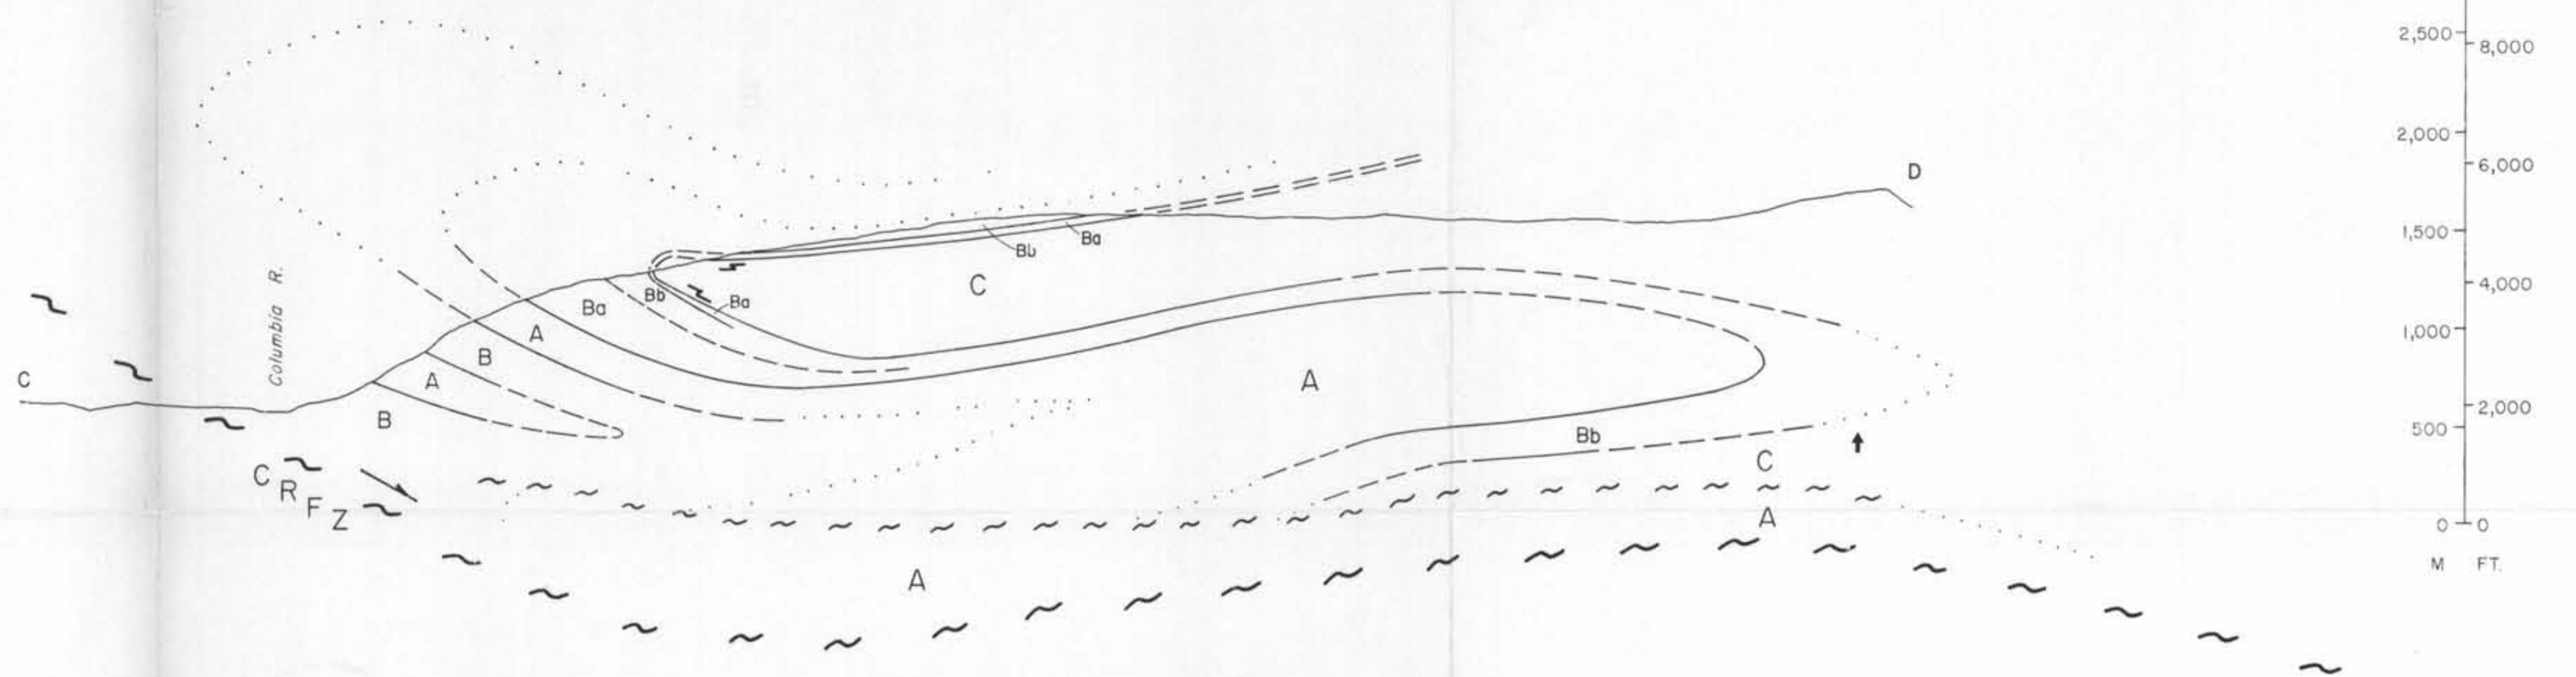 2,500
8,000
2,000
6,000
D
1,500
Bb
Ba
C
4,000
Bb
Ba
Ba
Columbia R.
A
1,000
B
A
A
C
2,000
B
500
Bb
C
C R F Z
A
0 0
M FT.
A